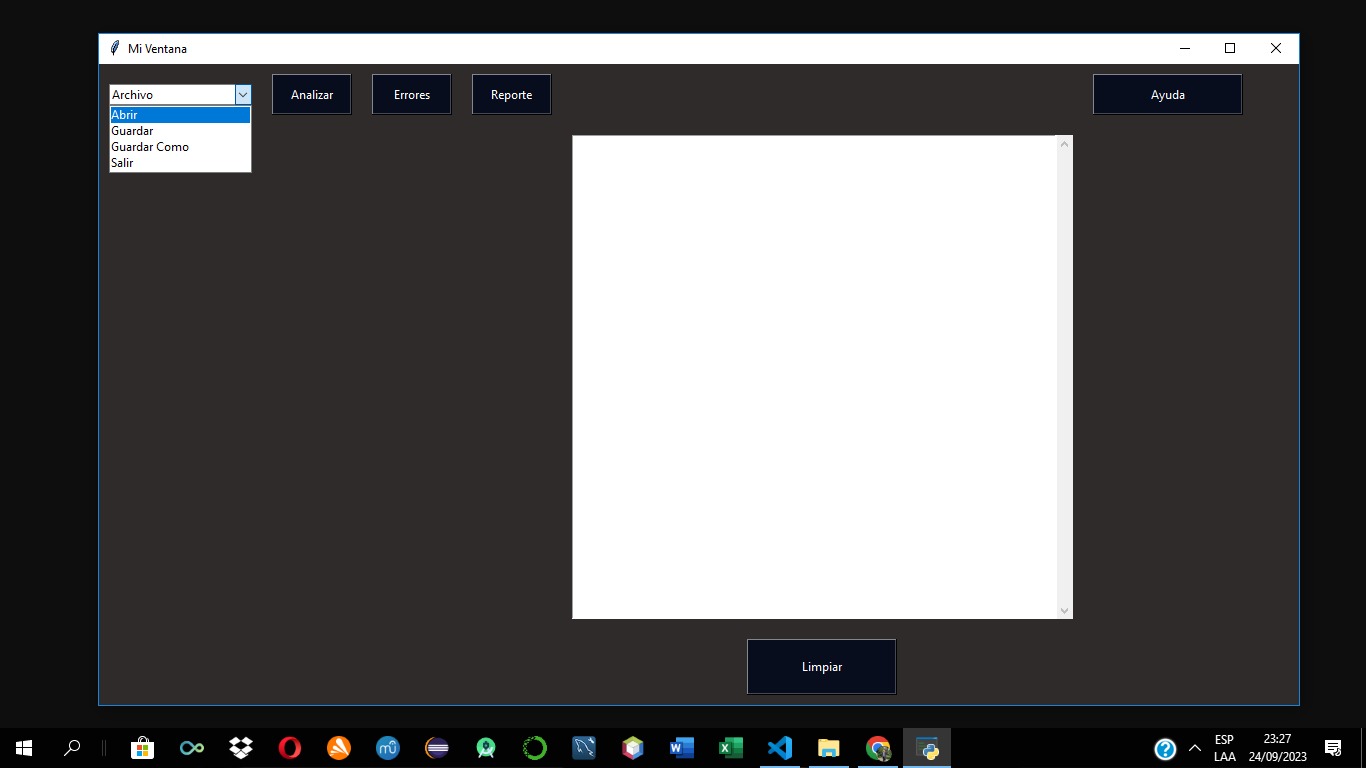 Mi Ventana
Archivo
Analizar
Errores
Reporte
Ayuda
Abrir
Guardar
Guardar Como
Salir
Limpiar
ESP
LAA
23:27
24/09/2023